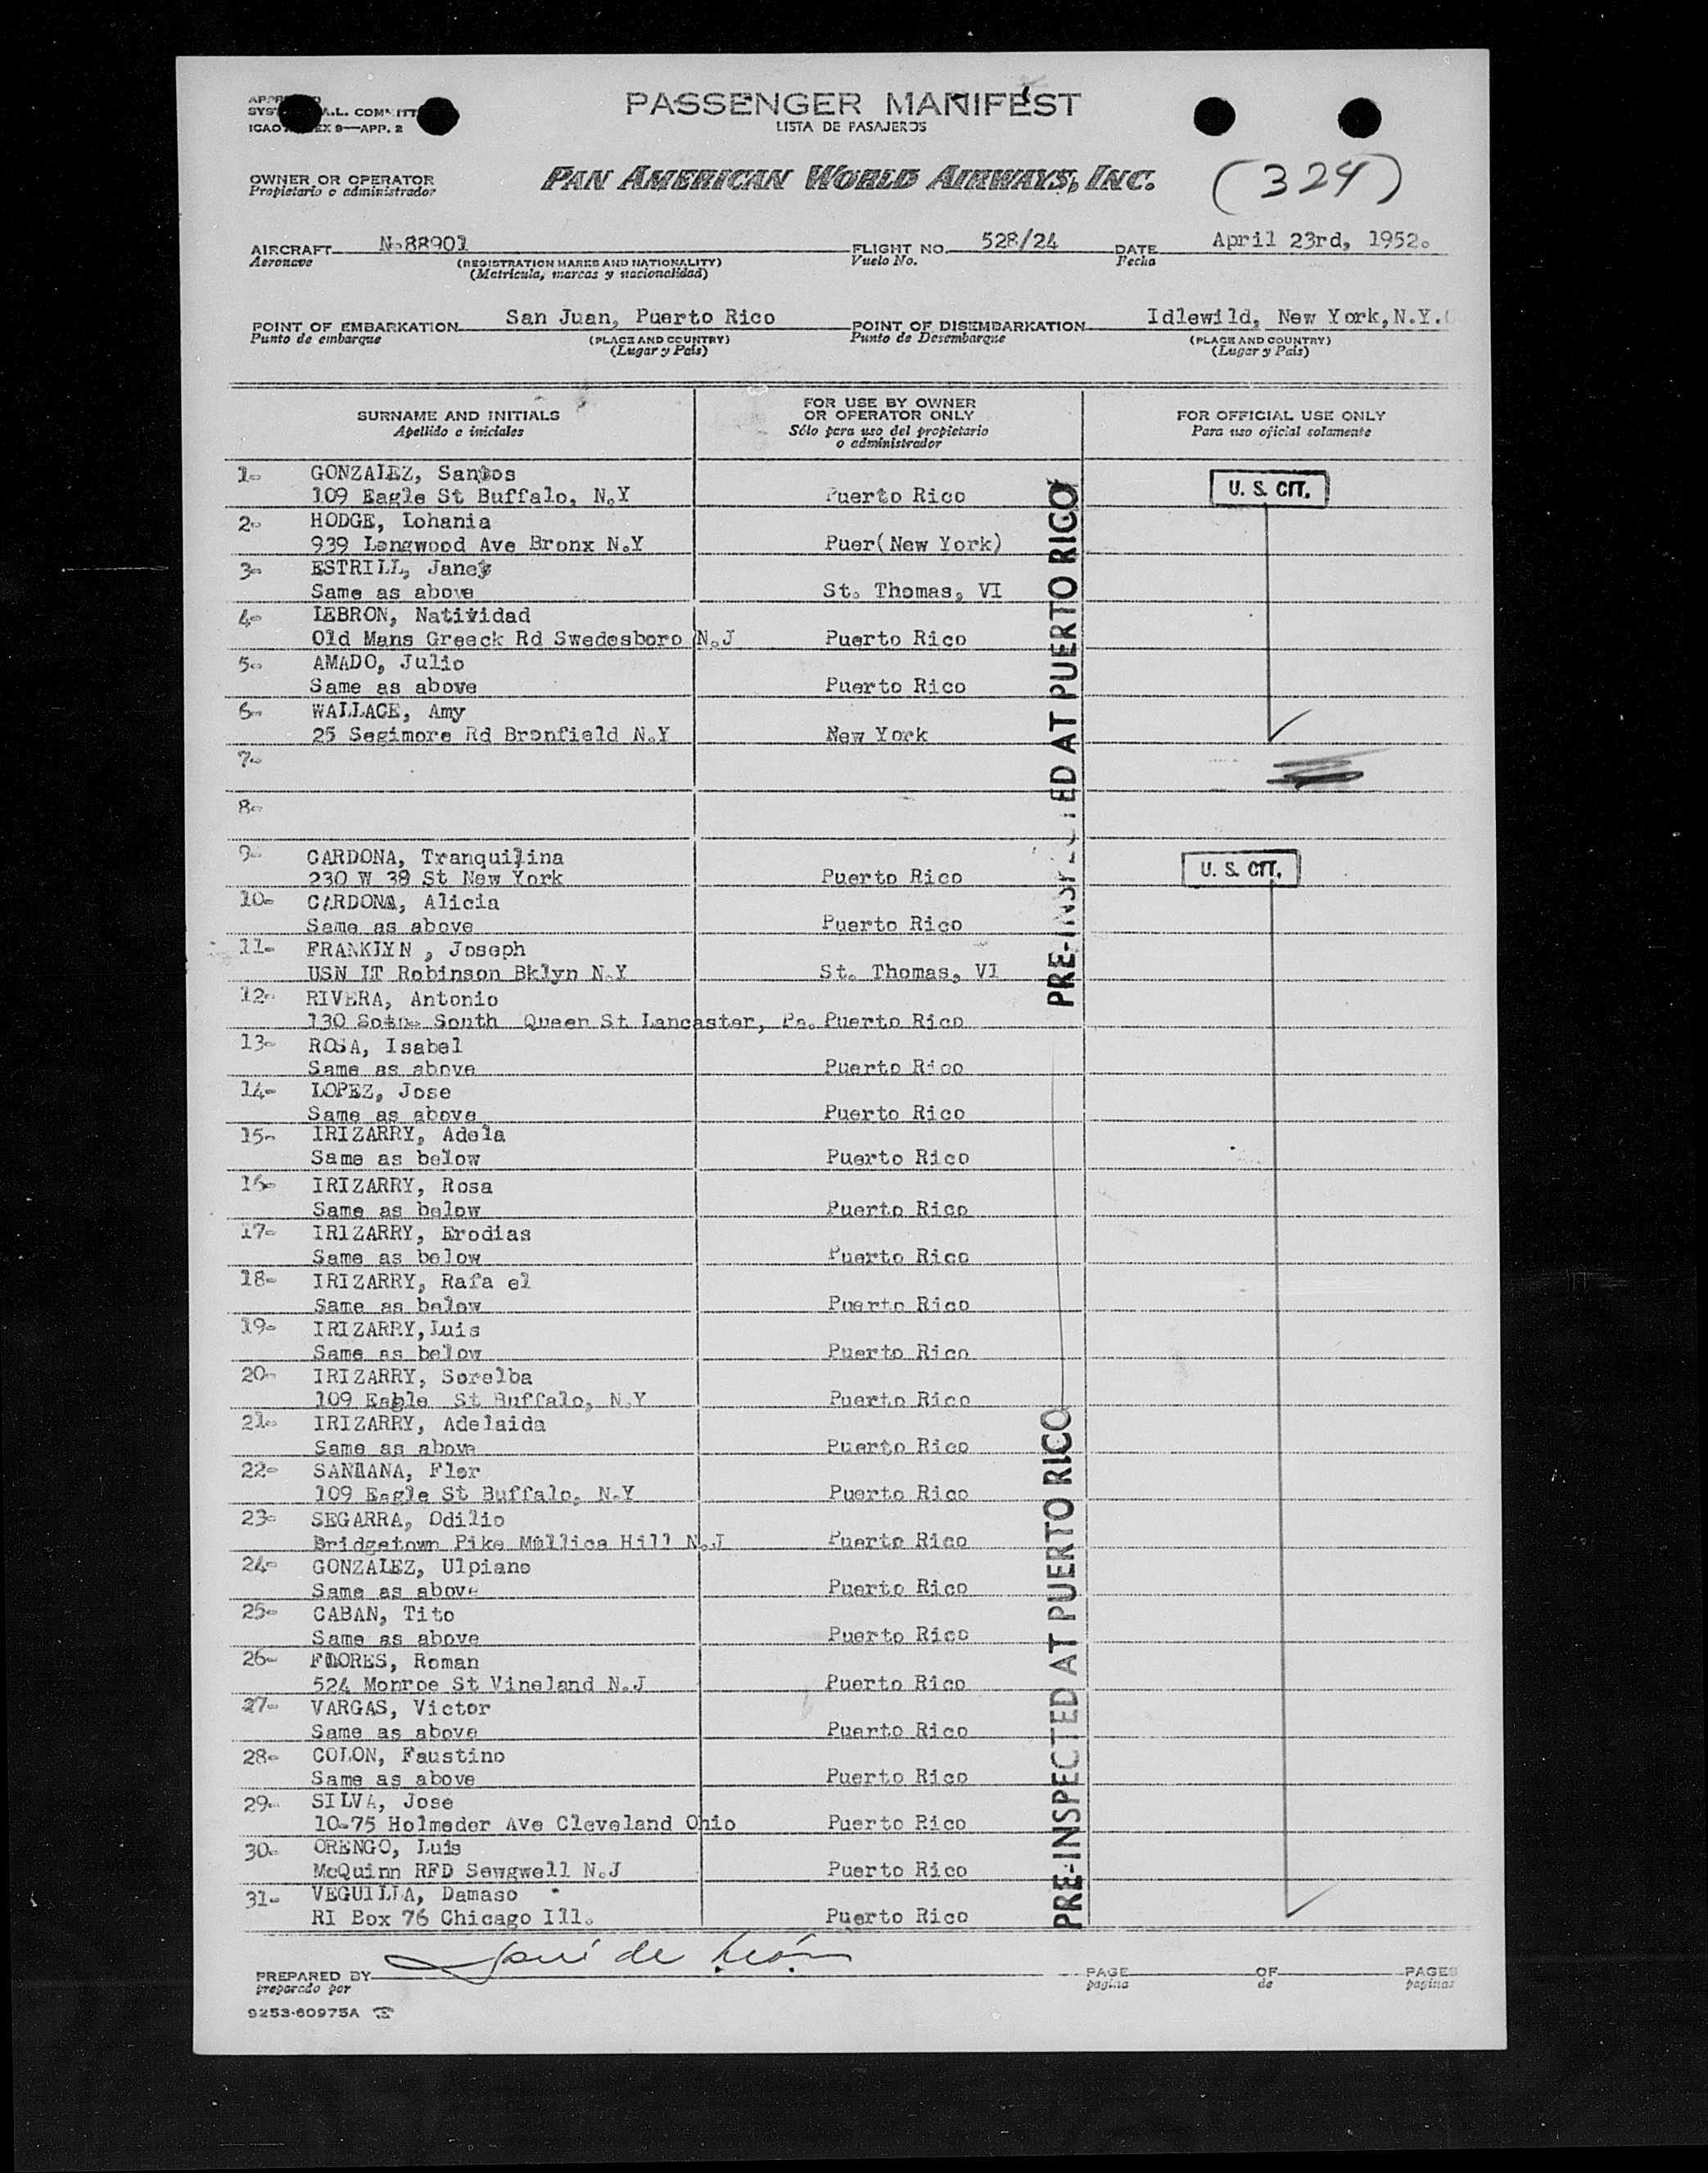 PASSENGER MANIFEST
LISTA DE PASAJEROS
ICAO EX 9—APP. 2
OWNER OR OPERATOR
Propietario o administrador
PAN AMERICAN WORLD AIRWAYS, INC.
(324)
AIRCRAFT N-88901
Aeronave
(REGISTRATION MARKS AND NATIONALITY)
(Matrícula, marcas y nacionalidad)
FLIGHT NO. 528/24
Vuelo No.
DATE April 23rd, 1952.
Fecha
POINT OF EMBARKATION San Juan, Puerto Rico
Punto de embarque
(PLACE AND COUNTRY)
(Lugar y País)
POINT OF DISEMBARKATION Idlewild, New York, N.Y.
Punto de Desembarque
(PLACE AND COUNTRY)
(Lugar y País)
SURNAME AND INITIALS
Apellido e iniciales
FOR USE BY OWNER
OR OPERATOR ONLY
Sólo para uso del propietario
o administrador
FOR OFFICIAL USE ONLY
Para uso oficial solamente
1- GONZALEZ, Santos
109 Eagle St Buffalo, N.Y Puerto Rico
U. S. CIT.
2- HODGE, Lohania
939 Longwood Ave Bronx N.Y Puer(New York)
3- ESTRILL, Janey
Same as above St. Thomas, VI
4- LEBRON, Natividad
Old Mans Greeck Rd Swedesboro N.J Puerto Rico
5- AMADO, Julio
Same as above Puerto Rico
6- WALLACE, Amy
25 Segimore Rd Bronfield N.Y New York
7-
8-
9- CARDONA, Tranquilina
230 W 38 St New York Puerto Rico
U. S. CIT.
10- CARDONA, Alicia
Same as above Puerto Rico
11- FRANKLYN , Joseph
USN LT Robinson Bklyn N.Y St. Thomas, VI
12- RIVERA, Antonio
130 South Queen St Lancaster, Pa. Puerto Rico
13- ROSA, Isabel
Same as above Puerto Rico
14- LOPEZ, Jose
Same as above Puerto Rico
15- IRIZARRY, Adela
Same as below Puerto Rico
16- IRIZARRY, Rosa
Same as below Puerto Rico
17- IRIZARRY, Erodias
Same as below Puerto Rico
18- IRIZARRY, Rafa el
Same as below Puerto Rico
19- IRIZARRY, Luis
Same as below Puerto Rico
20- IRIZARRY, Sorelba
109 Eagle St Buffalo, N.Y Puerto Rico
21- IRIZARRY, Adelaida
Same as above Puerto Rico
22- SANTANA, Flor
109 Eagle St Buffalo, N.Y Puerto Rico
23- SEGARRA, Odilio
Bridgetown Pike Mullica Hill N.J Puerto Rico
24- GONZALEZ, Ulpiano
Same as above Puerto Rico
25- CABAN, Tito
Same as above Puerto Rico
26- FLORES, Roman
524 Monroe St Vineland N.J Puerto Rico
27- VARGAS, Victor
Same as above Puerto Rico
28- COLON, Faustino
Same as above Puerto Rico
29- SILVA, Jose
10-75 Holmeder Ave Cleveland Ohio Puerto Rico
30- ORENGO, Luis
McQuinn RFD Sewgwell N.J Puerto Rico
31- VEGUILLA, Damaso
RI Box 76 Chicago Ill. Puerto Rico
PRE-INSPECTED AT PUERTO RICO
PRE-INSPECTED AT PUERTO RICO
PREPARED BY
preparado por
de León
PAGE OF PAGES
página de páginas
9253-60975A